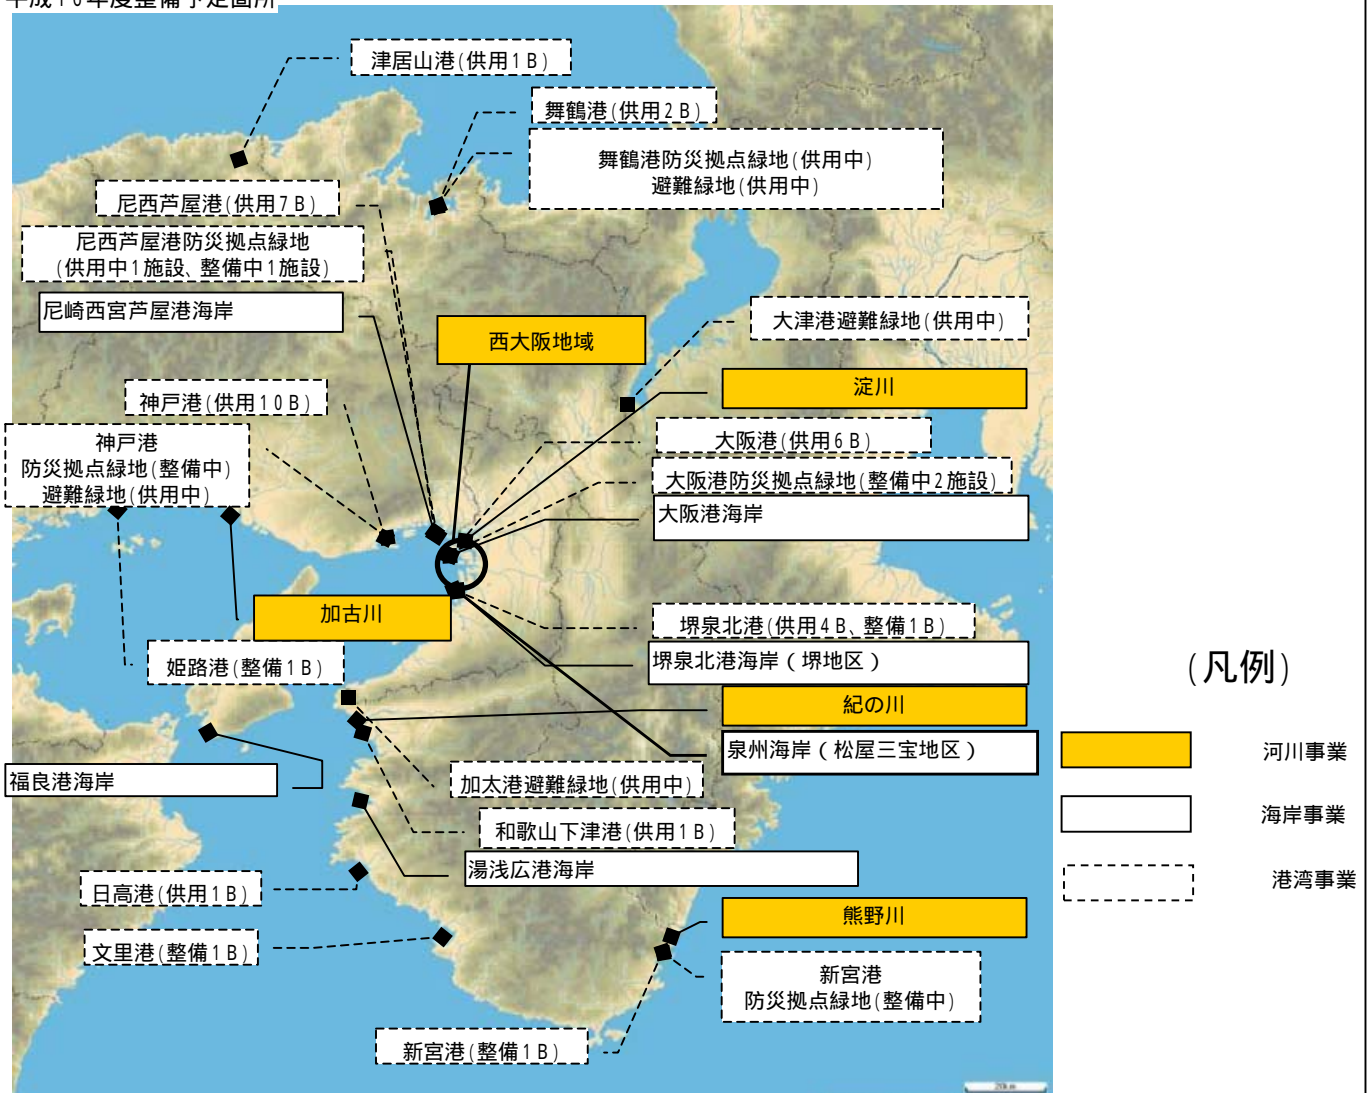 平成16年度整備予定箇所
津居山港(供用1B)
舞鶴港(供用2B)
舞鶴港防災拠点緑地(供用中)
避難緑地(供用中)
尼西芦屋港(供用7B)
尼西芦屋港防災拠点緑地
(供用中1施設、整備中1施設)
尼崎西宮芦屋港海岸
西大阪地域
大津港避難緑地(供用中)
淀川
神戸港(供用10B)
大阪港(供用6B)
神戸港
防災拠点緑地(整備中)
避難緑地(供用中)
大阪港防災拠点緑地(整備中2施設)
大阪港海岸
加古川
堺泉北港(供用4B、整備1B)
姫路港(整備1B)
堺泉北港海岸(堺地区)
(凡例)
紀の川
泉州海岸(松屋三宝地区)
河川事業
福良港海岸
加太港避難緑地(供用中)
海岸事業
和歌山下津港(供用1B)
湯浅広港海岸
港湾事業
日高港(供用1B)
熊野川
文里港(整備1B)
新宮港
防災拠点緑地(整備中)
新宮港(整備1B)
20km